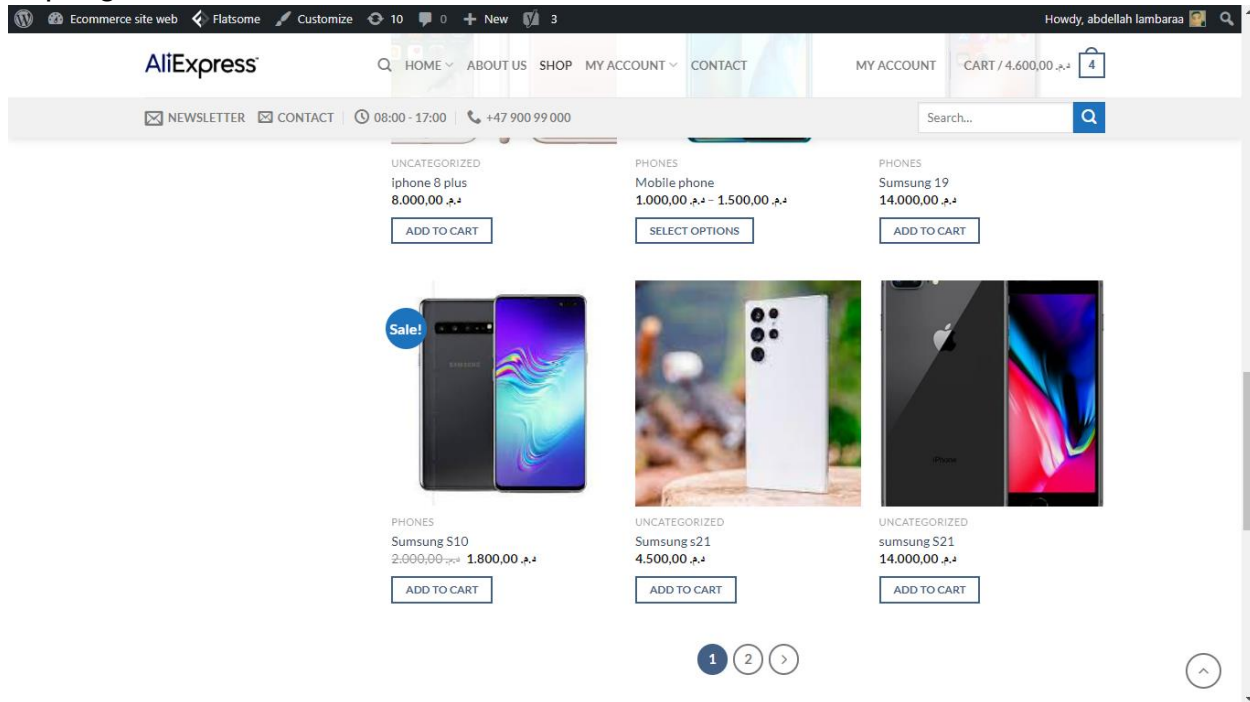 Ecommerce site web Flatsome Customize 10 0 New 3 Howdy, abdellah lambaraa
AliExpress HOME ABOUT US SHOP MY ACCOUNT CONTACT MY ACCOUNT CART / 4.600,00 د.م. 4
NEWSLETTER CONTACT 08:00 - 17:00 +47 900 99 000 Search...
UNCATEGORIZED PHONES PHONES
iphone 8 plus Mobile phone Sumsung 19
8.000,00 د.م. 1.000,00 د.م. – 1.500,00 د.م. 14.000,00 د.م.
ADD TO CART SELECT OPTIONS ADD TO CART
Sale!
SAMSUNG
iPhone
PHONES UNCATEGORIZED UNCATEGORIZED
Sumsung S10 Sumsung s21 sumsung S21
2.000,00 د.م. 1.800,00 د.م. 4.500,00 د.م. 14.000,00 د.م.
ADD TO CART ADD TO CART ADD TO CART
1 2